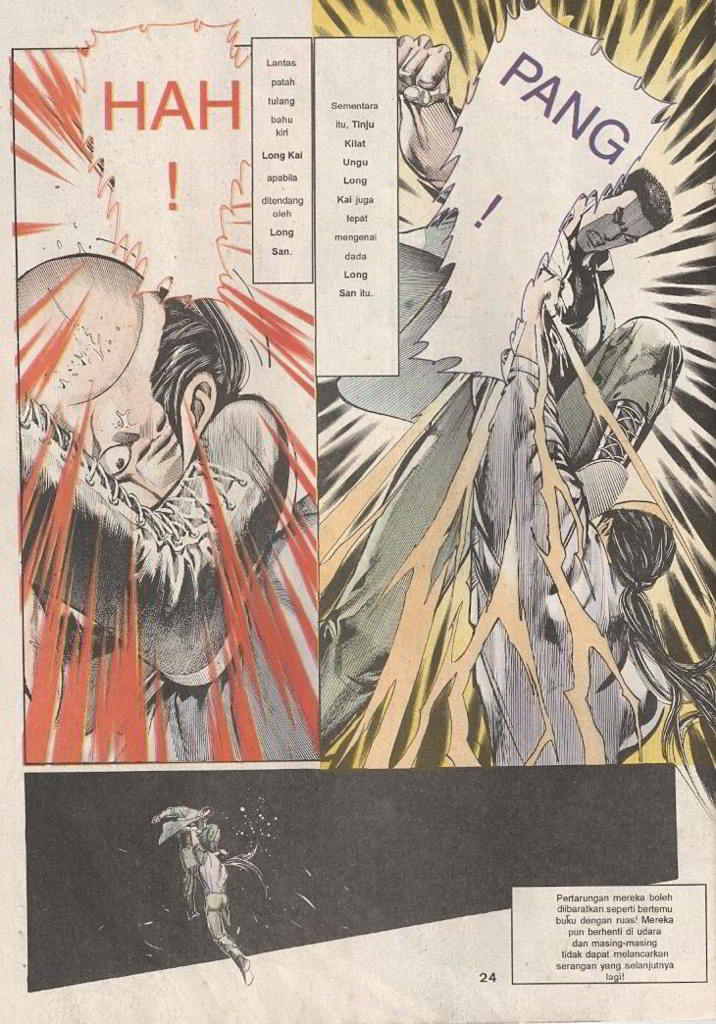 HAH
!
Lantas
patah
tulang
bahu
kiri
Long Kai
apabila
ditendang
oleh
Long
San.
Sementara
itu, Tinju
Kilat
Ungu
Long
Kai juga
tepat
mengenai
dada
Long
San itu.
PANG
!
Pertarungan mereka boleh
diibaratkan seperti bertemu
buku dengan ruas! Mereka
pun berhenti di udara
dan masing-masing
tidak dapat melancarkan
serangan yang selanjutnya
lagi!
24